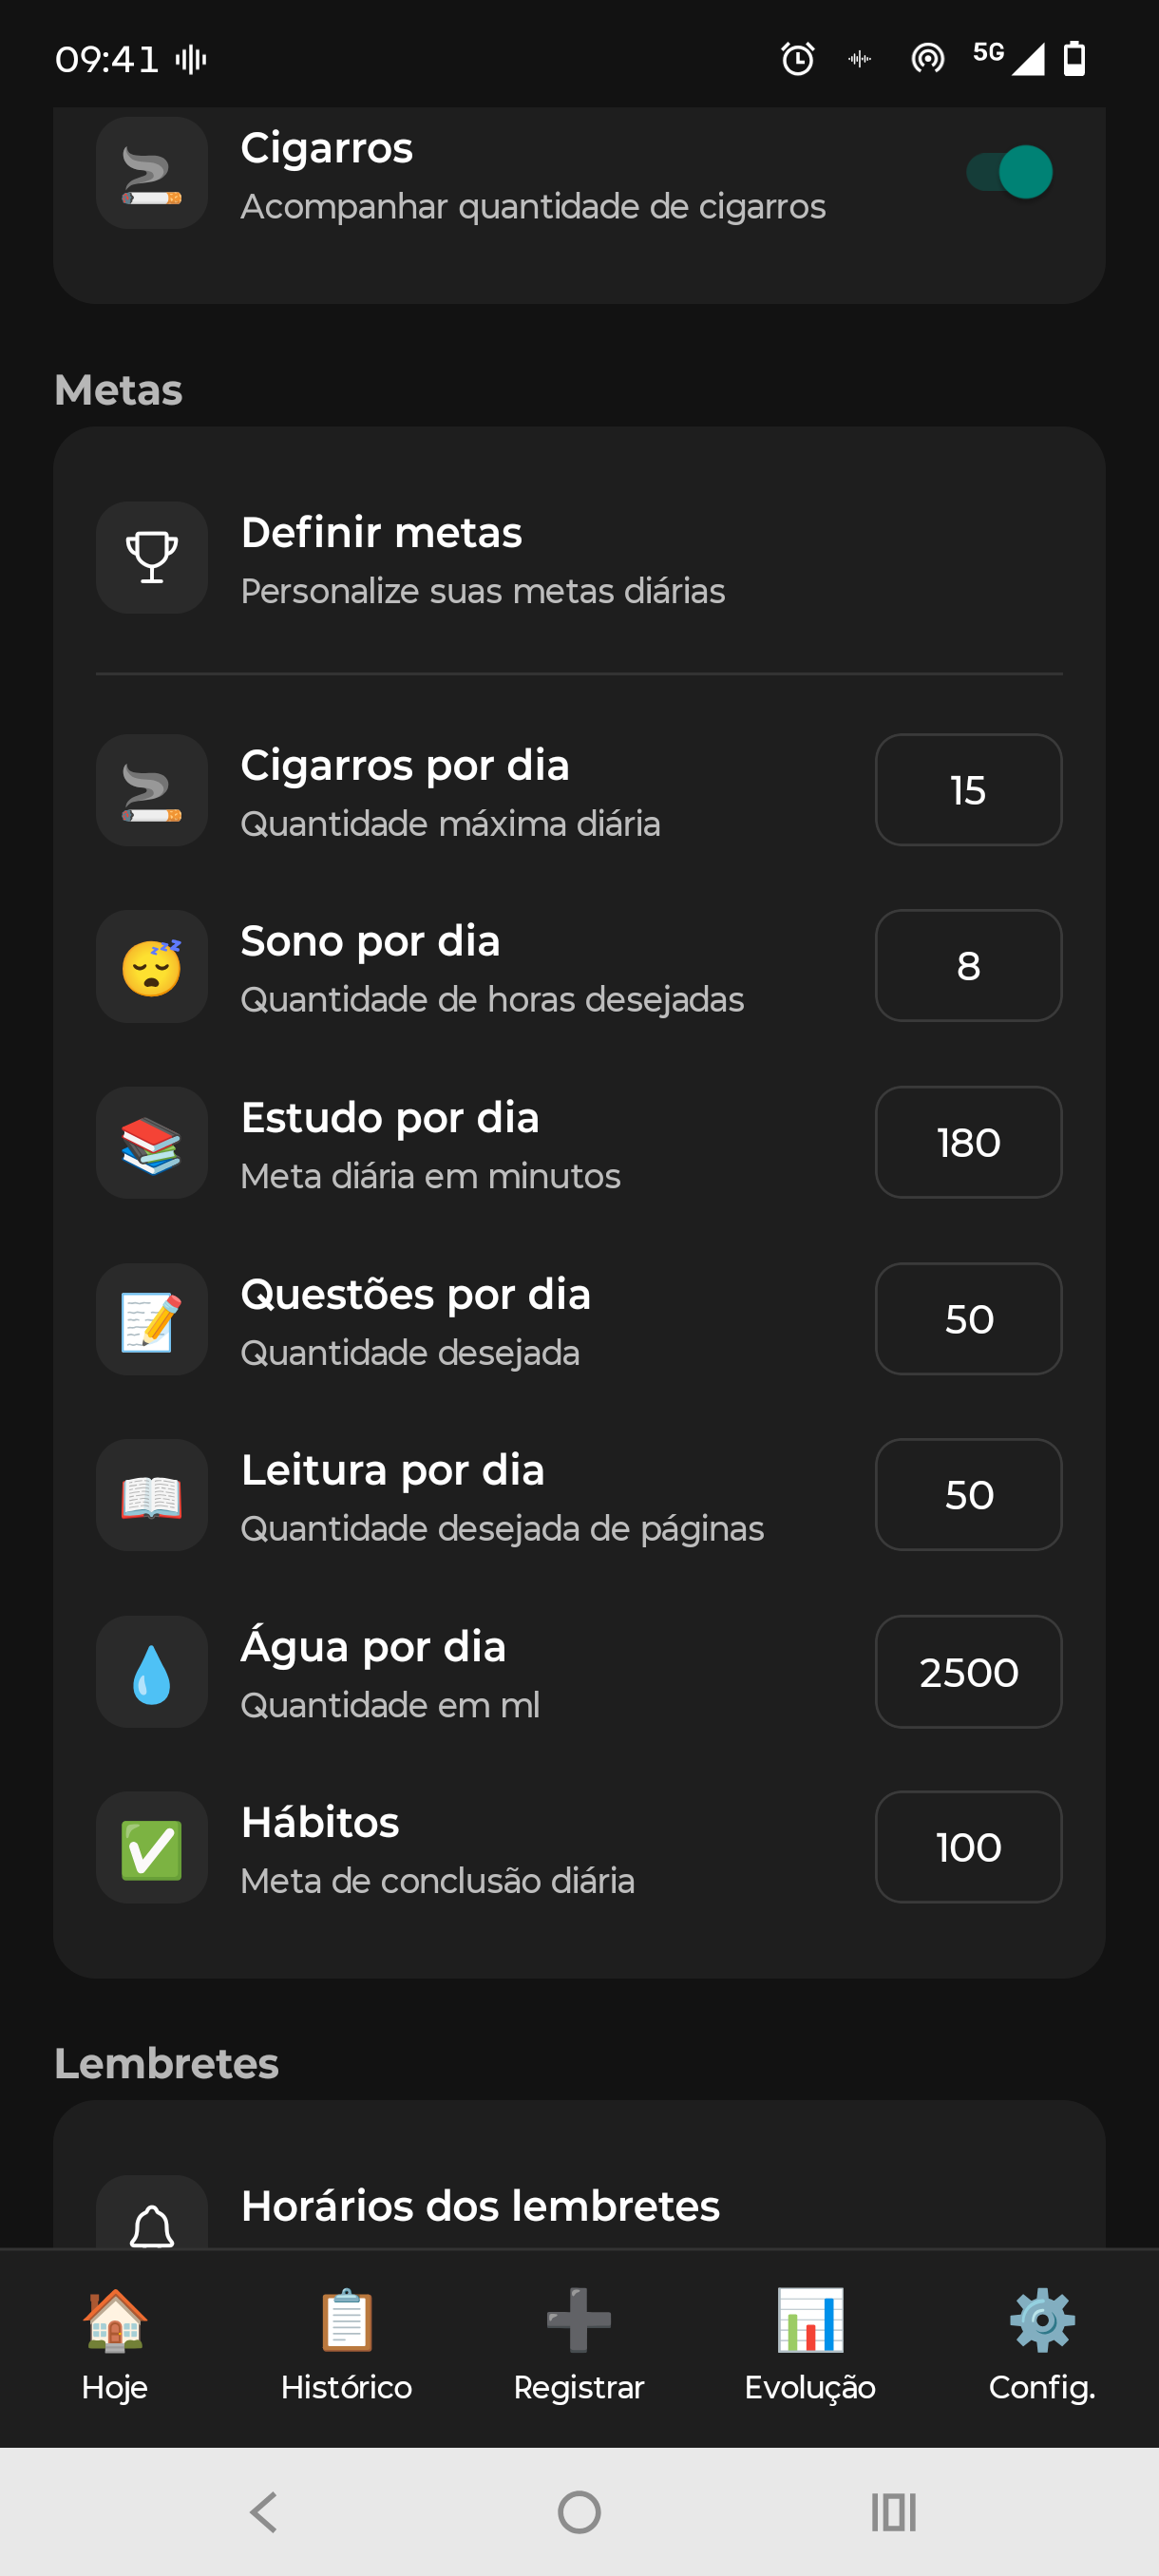 09:41
5G
Cigarros
Acompanhar quantidade de cigarros
Metas
Definir metas
Personalize suas metas diárias
Cigarros por dia
Quantidade máxima diária
15
Sono por dia
Quantidade de horas desejadas
8
Estudo por dia
Meta diária em minutos
180
Questões por dia
Quantidade desejada
50
Leitura por dia
Quantidade desejada de páginas
50
Água por dia
Quantidade em ml
2500
Hábitos
Meta de conclusão diária
100
Lembretes
Horários dos lembretes
Hoje
Histórico
Registrar
Evolução
Config.